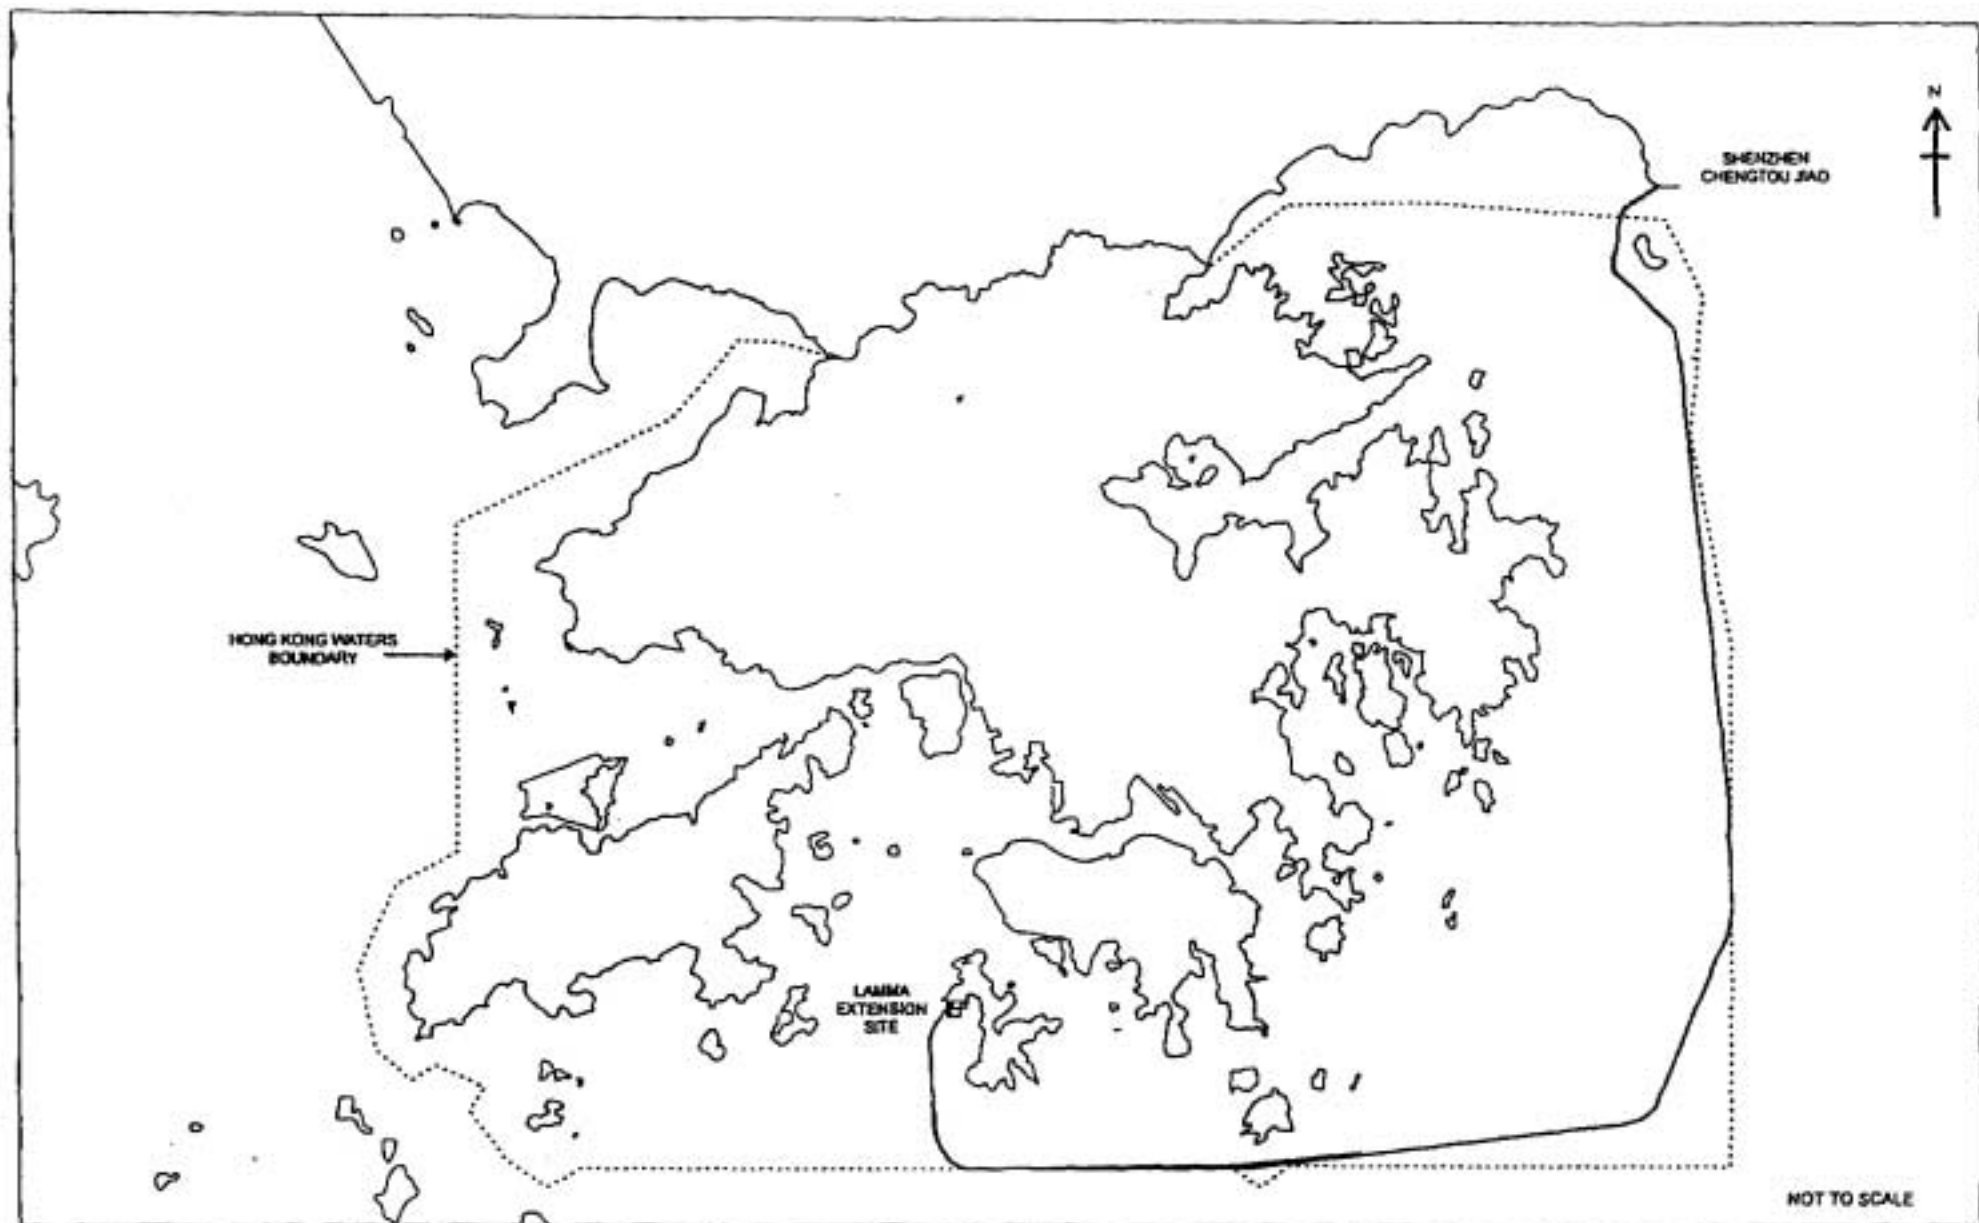 N
SHENZHEN
CHENGTOU JIAO
HONG KONG WATERS
BOUNDARY
LAMMA
EXTENSION
SITE
NOT TO SCALE